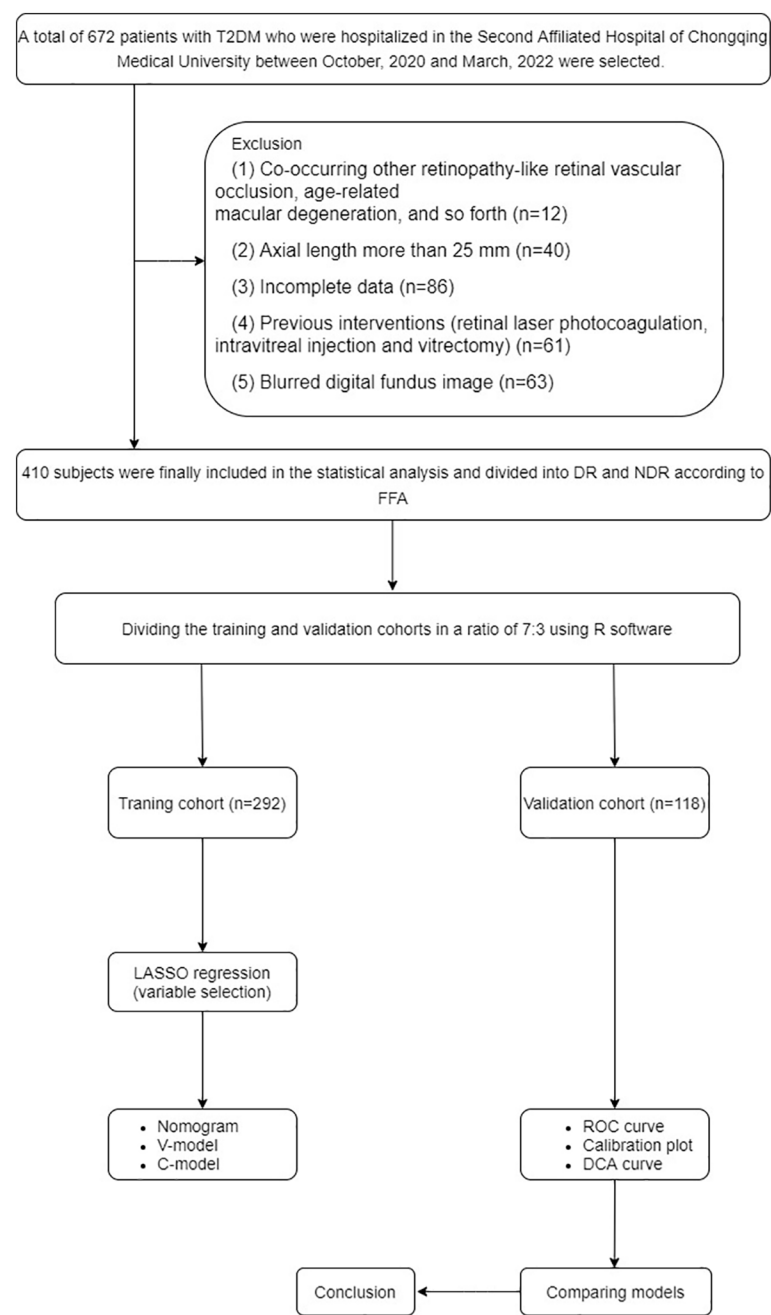 A total of 672 patients with T2DM who were hospitalized in the Second Affiliated Hospital of Chongqing
Medical University between October, 2020 and March, 2022 were selected.
Exclusion
(1) Co-occurring other retinopathy-like retinal vascular
occlusion, age-related
macular degeneration, and so forth (n=12)
(2) Axial length more than 25 mm (n=40)
(3) Incomplete data (n=86)
(4) Previous interventions (retinal laser photocoagulation,
intravitreal injection and vitrectomy) (n=61)
(5) Blurred digital fundus image (n=63)
410 subjects were finally included in the statistical analysis and divided into DR and NDR according to
FFA
Dividing the training and validation cohorts in a ratio of 7:3 using R software
Traning cohort (n=292)
Validation cohort (n=118)
LASSO regression
(variable selection)
• Nomogram
• V-model
• C-model
• ROC curve
• Calibration plot
• DCA curve
Conclusion
Comparing models